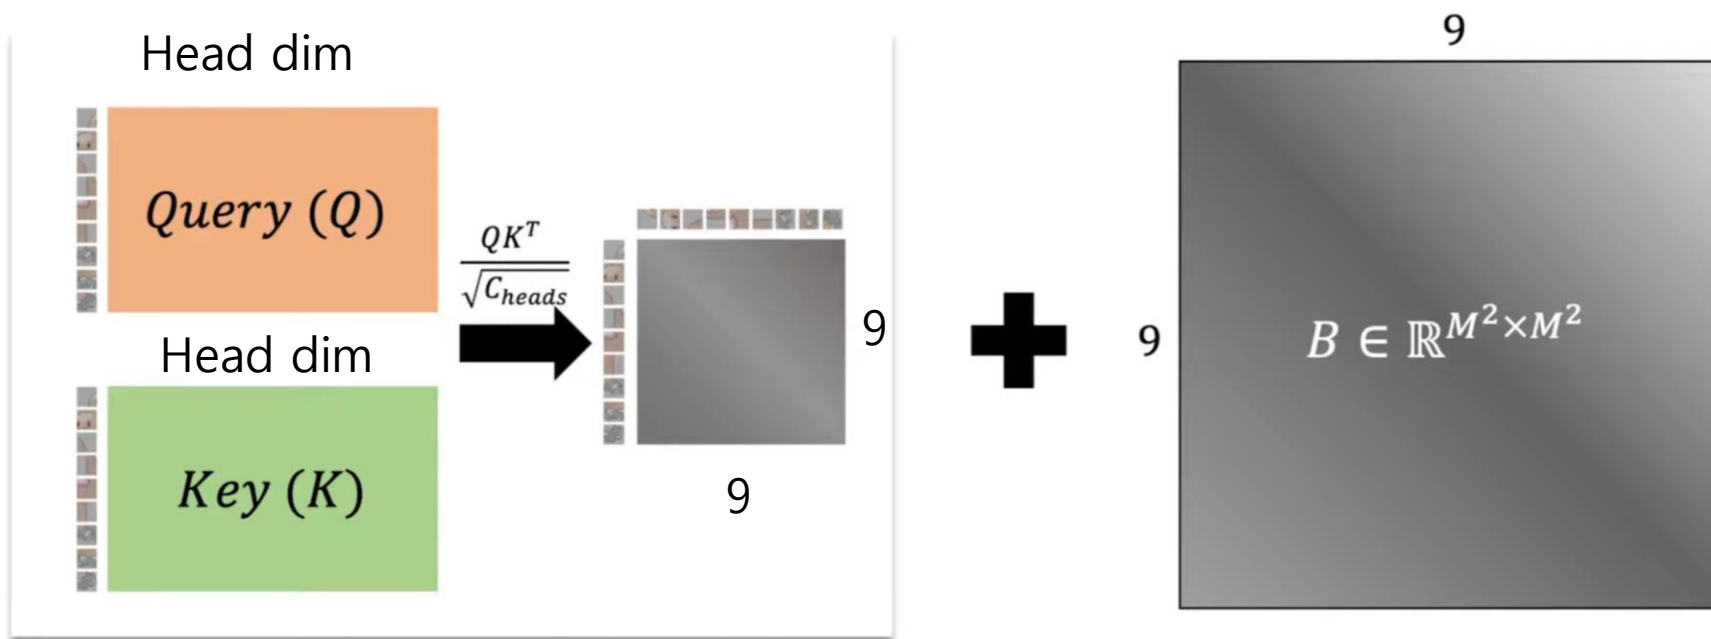 Head dim
Query (Q)
Head dim
Key (K)
QK^T
√C_heads
9
9
9
9
B ∈ ℝ^{M²×M²}